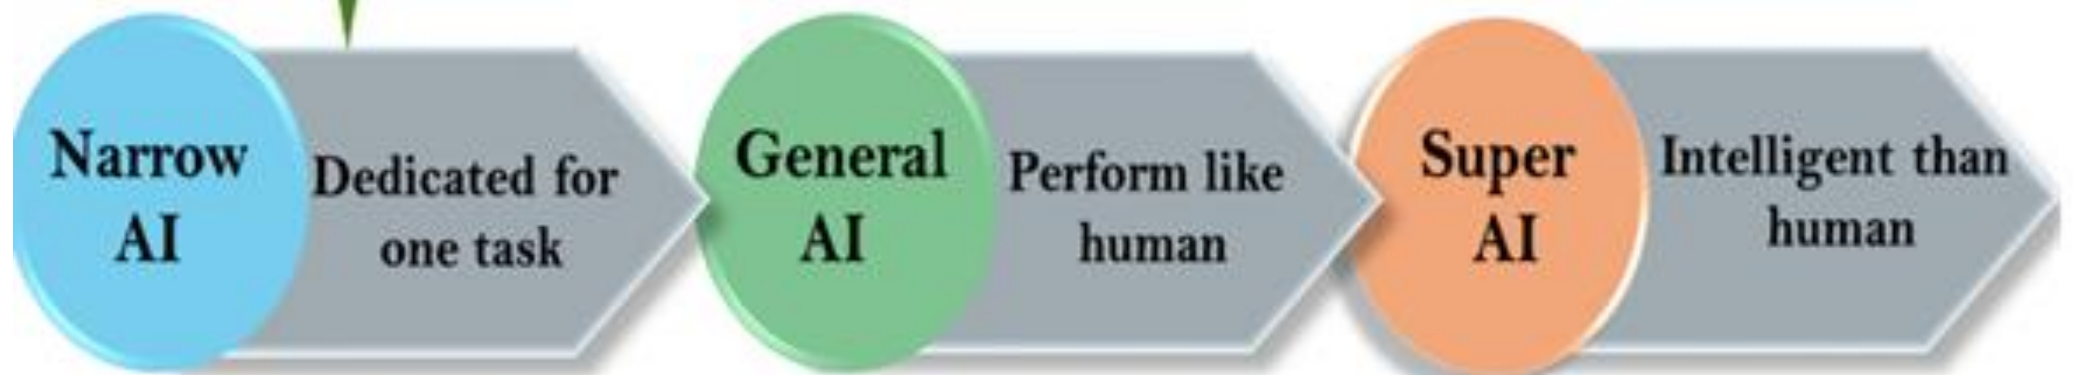 Narrow
AI
Dedicated for
one task
General
AI
Perform like
human
Super
AI
Intelligent than
human